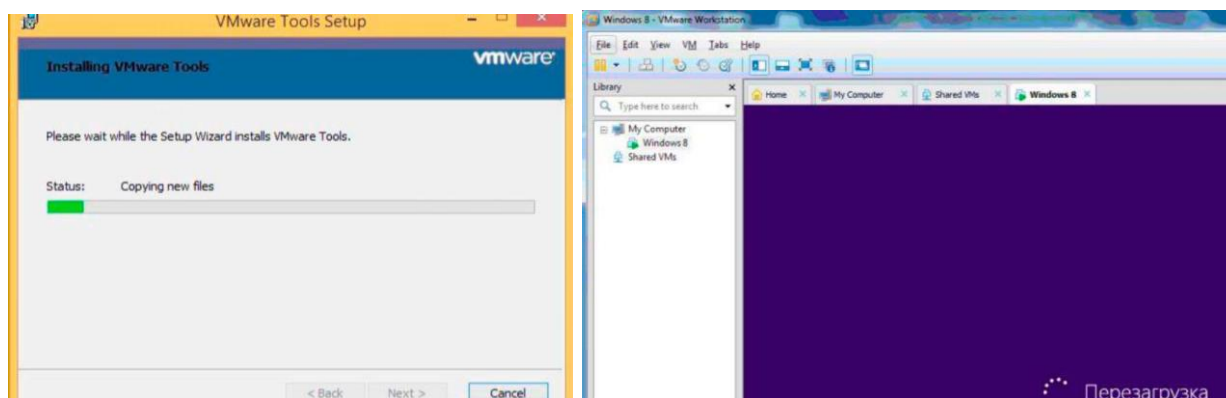 VMware Tools Setup
vmware
Installing VMware Tools
Please wait while the Setup Wizard installs VMware Tools.
Status: Copying new files
< Back Next > Cancel
Windows 8 - VMware Workstation
File Edit View VM Tabs Help
Library
Type here to search
My Computer
Windows 8
Shared VMs
Home My Computer Shared VMs Windows 8
Перезагрузка